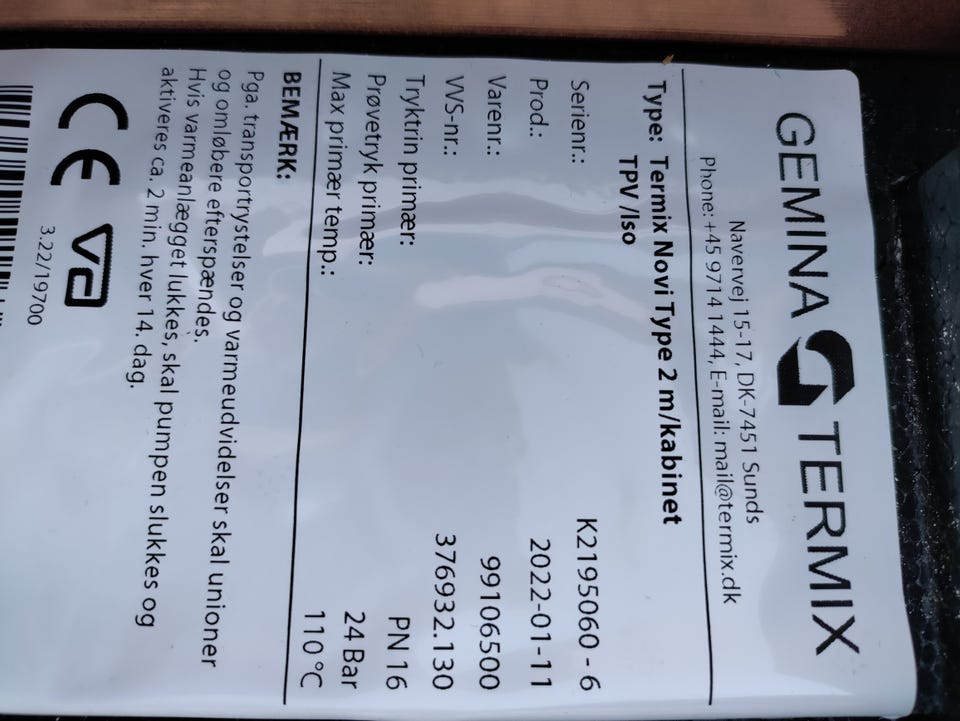 GEMINA TERMIX
Navervej 15-17, DK-7451 Sunds
Phone: +45 9714 1444, E-mail: mail@termix.dk
Type: Termix Novi Type 2 m/kabinet
TPV /Iso
Serienr.: K2195060 - 6
Prod.: 2022-01-11
Varenr.: 99106500
VVS-nr.: 376932.130
Tryktrin primær: PN 16
Prøvetryk primær: 24 Bar
Max primær temp.: 110 °C
BEMÆRK:
Pga. transportrystelser og varmeudvidelser skal unioner
og omløbere efterspændes.
Hvis varmeanlægget lukkes, skal pumpen slukkes og
aktiveres ca. 2 min. hver 14. dag.
CE VA
3.22/19700